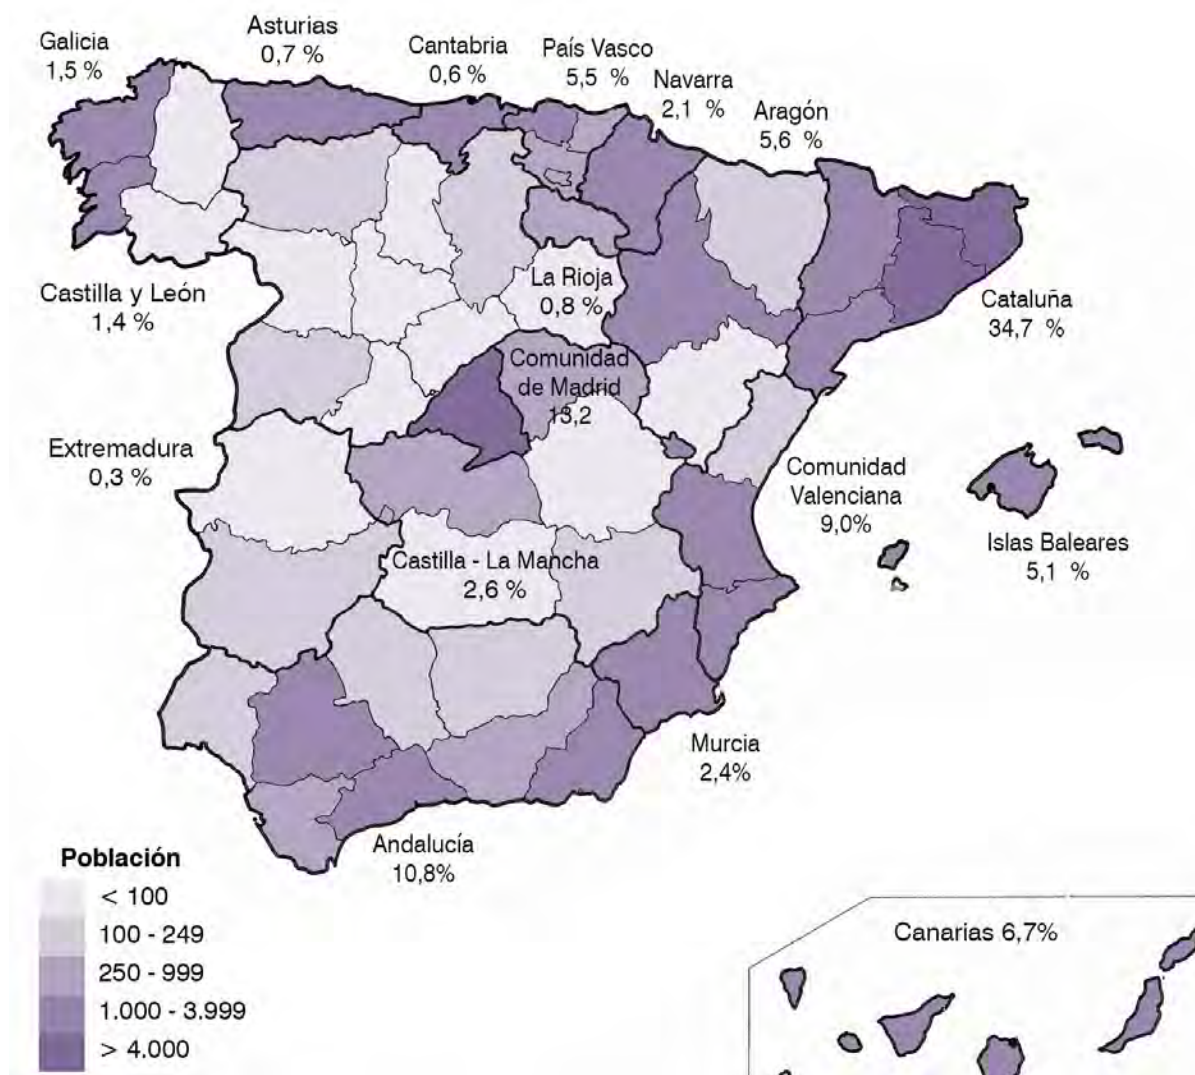 Galicia
1,5 %
Asturias
0,7 %
Cantabria
0,6 %
País Vasco
5,5 %
Navarra
2,1 %
Aragón
5,6 %
Castilla y León
1,4 %
La Rioja
0,8 %
Cataluña
34,7 %
Comunidad
de Madrid
13,2
Extremadura
0,3 %
Comunidad
Valenciana
9,0%
Islas Baleares
5,1 %
Castilla - La Mancha
2,6 %
Murcia
2,4%
Andalucía
10,8%
Población
< 100
100 - 249
250 - 999
1.000 - 3.999
> 4.000
Canarias 6,7%